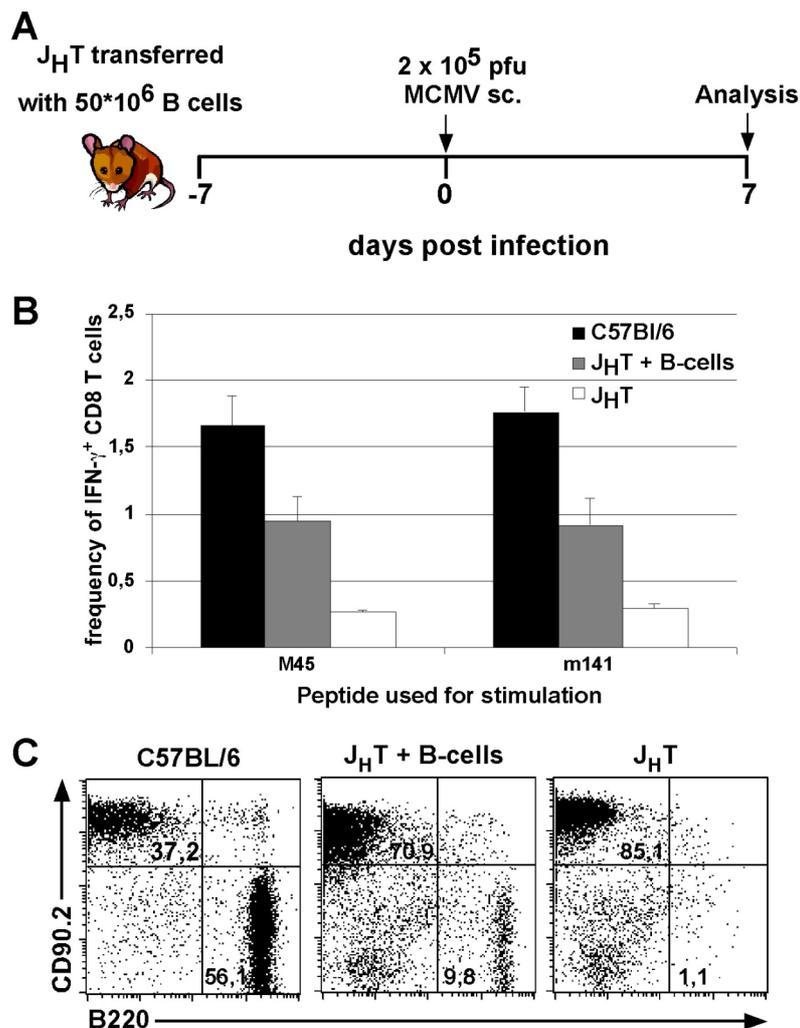 A
JHT transferred
with 50*10^6 B cells
2 x 10^5 pfu
MCMV sc.
Analysis
-7
0
7
days post infection
B
frequency of IFN-γ+ CD8 T cells
2,5
2
1,5
1
0,5
0
C57Bl/6
JHT + B-cells
JHT
M45
m141
Peptide used for stimulation
C
C57BL/6
JHT + B-cells
JHT
37,2
70,9
85,1
56,1
9,8
1,1
CD90.2
B220